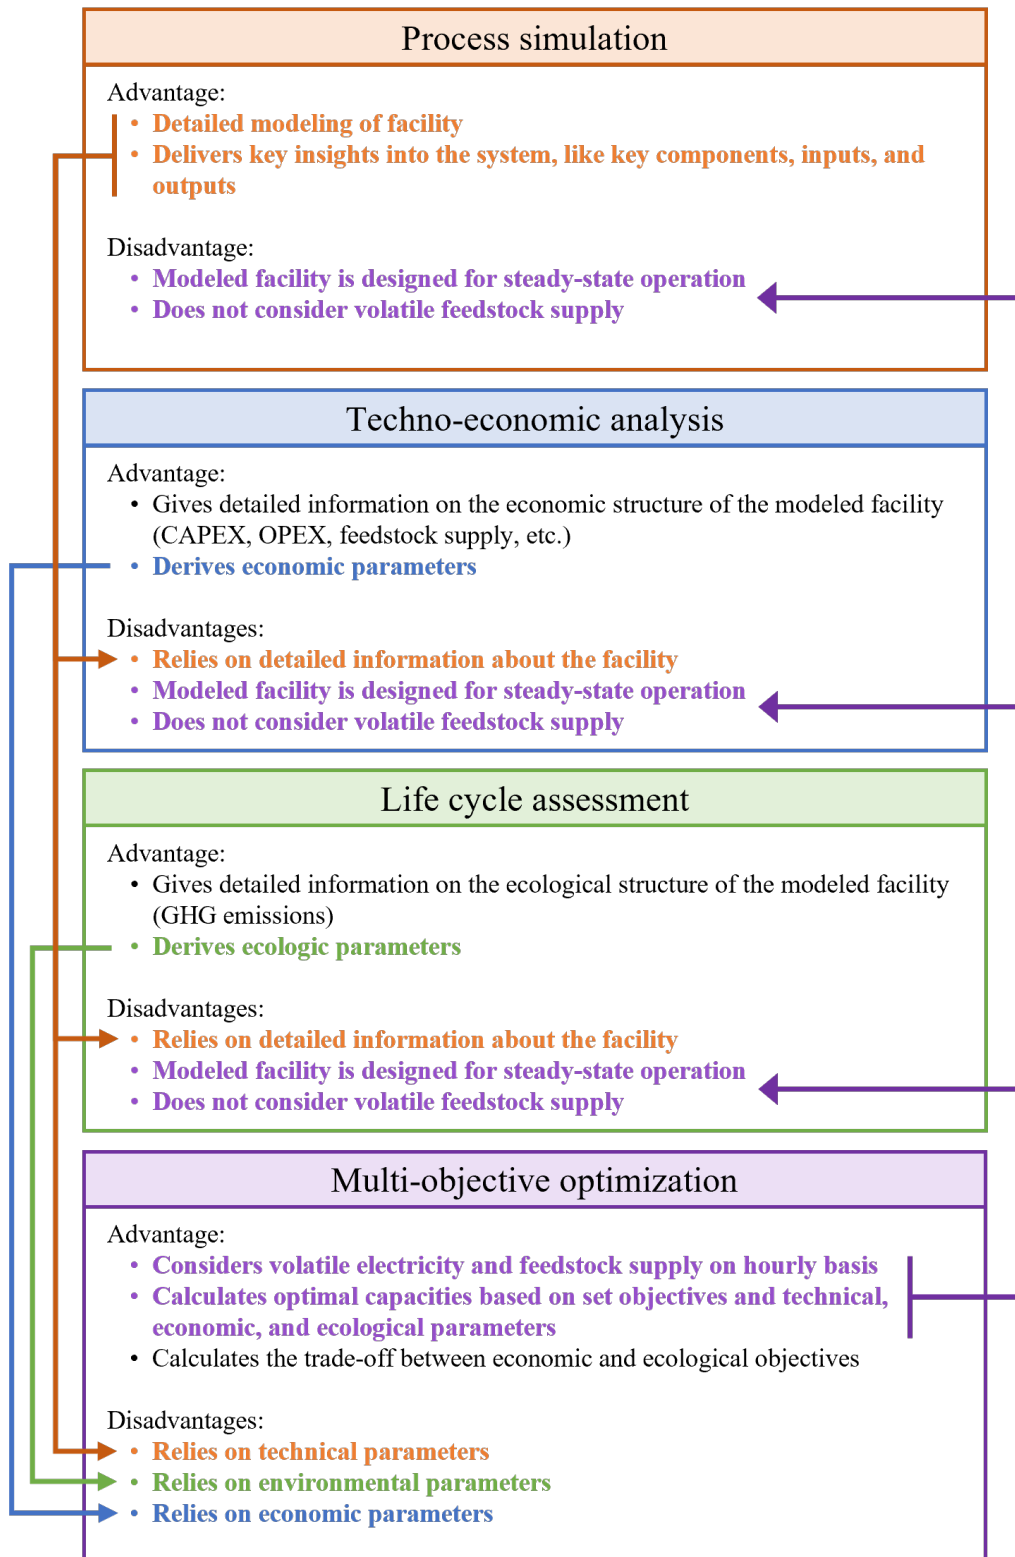 Process simulation
Advantage:
• Detailed modeling of facility
• Delivers key insights into the system, like key components, inputs, and
outputs
Disadvantage:
• Modeled facility is designed for steady-state operation
• Does not consider volatile feedstock supply
Techno-economic analysis
Advantage:
• Gives detailed information on the economic structure of the modeled facility
(CAPEX, OPEX, feedstock supply, etc.)
• Derives economic parameters
Disadvantages:
• Relies on detailed information about the facility
• Modeled facility is designed for steady-state operation
• Does not consider volatile feedstock supply
Life cycle assessment
Advantage:
• Gives detailed information on the ecological structure of the modeled facility
(GHG emissions)
• Derives ecologic parameters
Disadvantages:
• Relies on detailed information about the facility
• Modeled facility is designed for steady-state operation
• Does not consider volatile feedstock supply
Multi-objective optimization
Advantage:
• Considers volatile electricity and feedstock supply on hourly basis
• Calculates optimal capacities based on set objectives and technical,
economic, and ecological parameters
• Calculates the trade-off between economic and ecological objectives
Disadvantages:
• Relies on technical parameters
• Relies on environmental parameters
• Relies on economic parameters